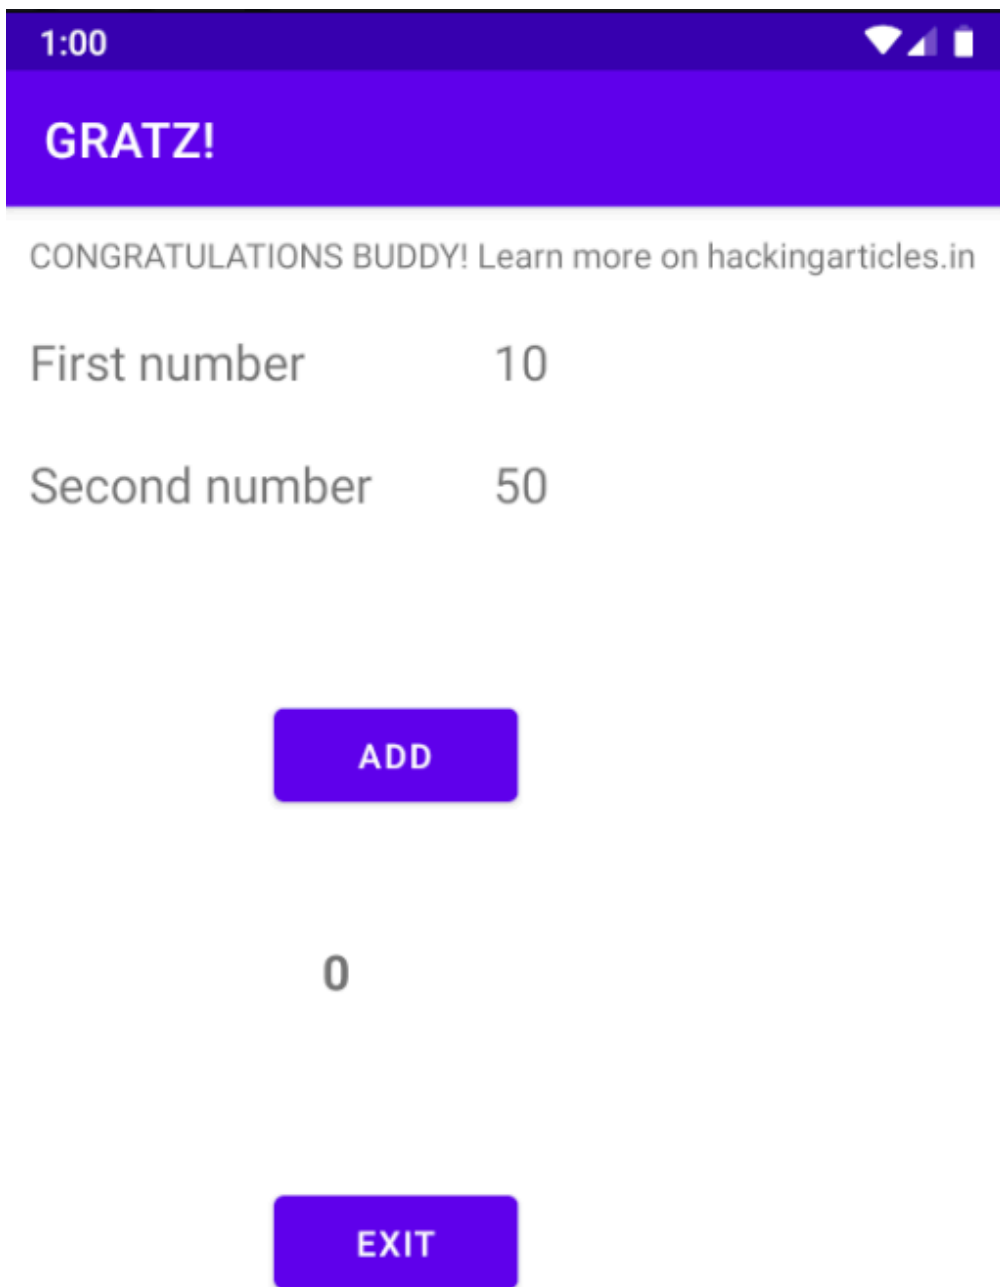 1:00
GRATZ!
CONGRATULATIONS BUDDY! Learn more on hackingarticles.in
First number 10
Second number 50
ADD
0
EXIT